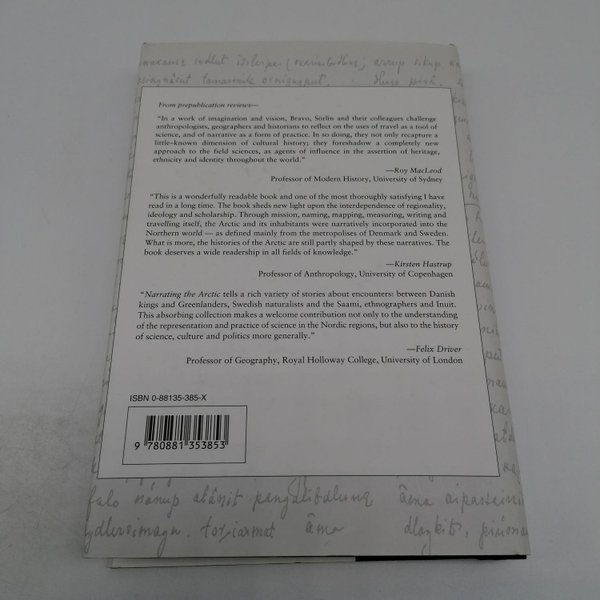 From prepublication reviews—
"In a work of imagination and vision, Bravo, Sörlin and their colleagues challenge
anthropologists, geographers and historians to reflect on the uses of travel as a tool of
science, and of narrative as a form of practice. In so doing, they not only recapture a
little-known dimension of cultural history; they foreshadow a completely new
approach to the field sciences, as agents of influence in the assertion of heritage,
ethnicity and identity throughout the world."
—Roy MacLeod
Professor of Modern History, University of Sydney
"This is a wonderfully readable book and one of the most thoroughly satisfying I have
read in a long time. The book sheds new light upon the interdependence of regionality,
ideology and scholarship. Through mission, naming, mapping, measuring, writing and
travelling itself, the Arctic and its inhabitants were narratively incorporated into the
Northern world — as defined mainly from the metropolises of Denmark and Sweden.
What is more, the histories of the Arctic are still partly shaped by these narratives. The
book deserves a wide readership in all fields of knowledge."
—Kirsten Hastrup
Professor of Anthropology, University of Copenhagen
"Narrating the Arctic tells a rich variety of stories about encounters: between Danish
kings and Greenlanders, Swedish naturalists and the Saami, ethnographers and Inuit.
This absorbing collection makes a welcome contribution not only to the understanding
of the representation and practice of science in the Nordic regions, but also to the history
of science, culture and politics more generally."
—Felix Driver
Professor of Geography, Royal Holloway College, University of London
ISBN 0-88135-385-X
9 780881 353853